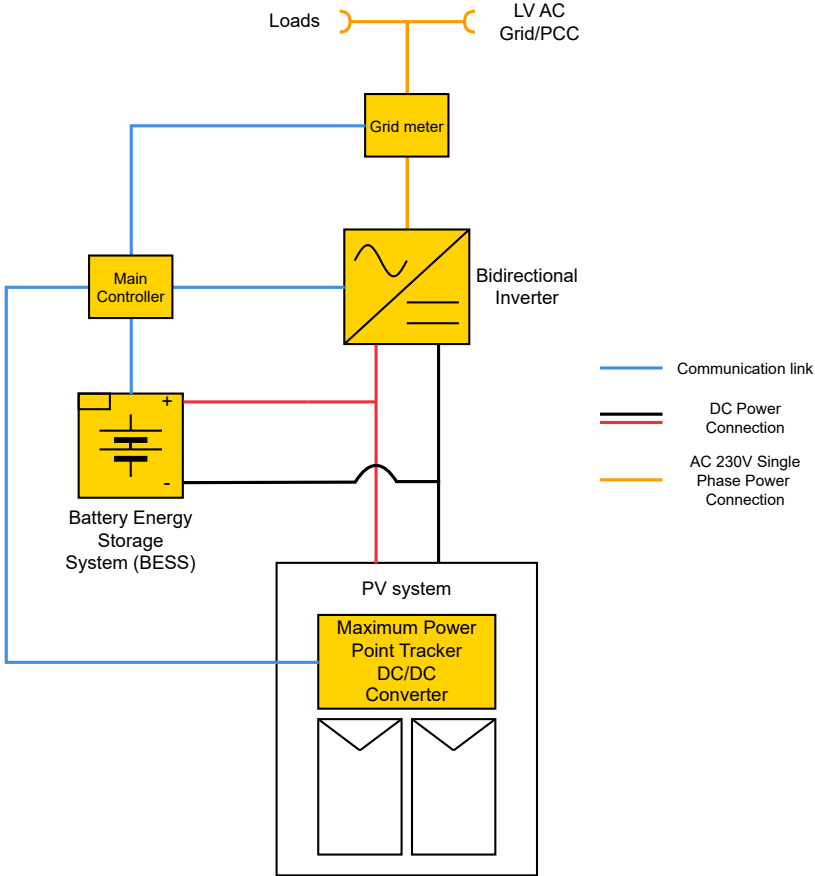 Loads
LV AC
Grid/PCC
Grid meter
Main
Controller
Bidirectional
Inverter
Communication link
+
DC Power
Connection
AC 230V Single
Phase Power
Connection
-
Battery Energy
Storage
System (BESS)
PV system
Maximum Power
Point Tracker
DC/DC
Converter